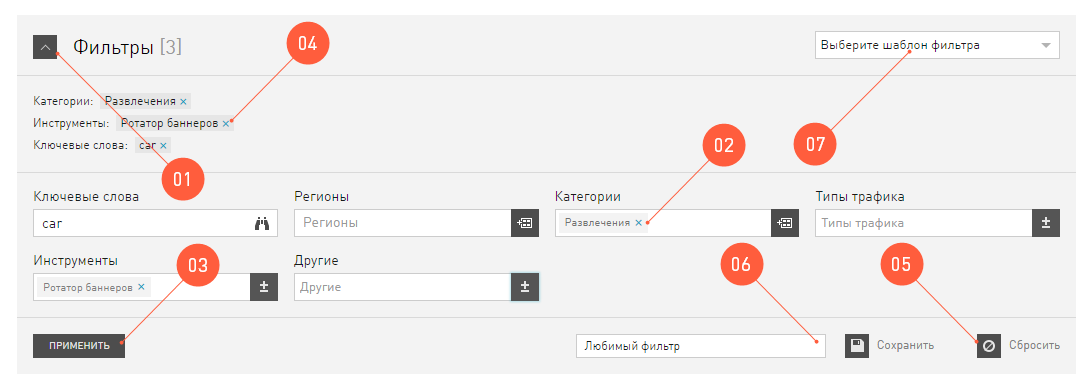 Фильтры [3]
04
Выберите шаблон фильтра
Категории: Развлечения ×
Инструменты: Ротатор баннеров ×
Ключевые слова: car ×
02
07
01
Ключевые слова
Регионы
Категории
Типы трафика
car
Регионы
Развлечения ×
Типы трафика
±
Инструменты
03
Другие
06
05
Ротатор баннеров ×
±
Другие
±
ПРИМЕНИТЬ
Любимый фильтр
Сохранить
Сбросить